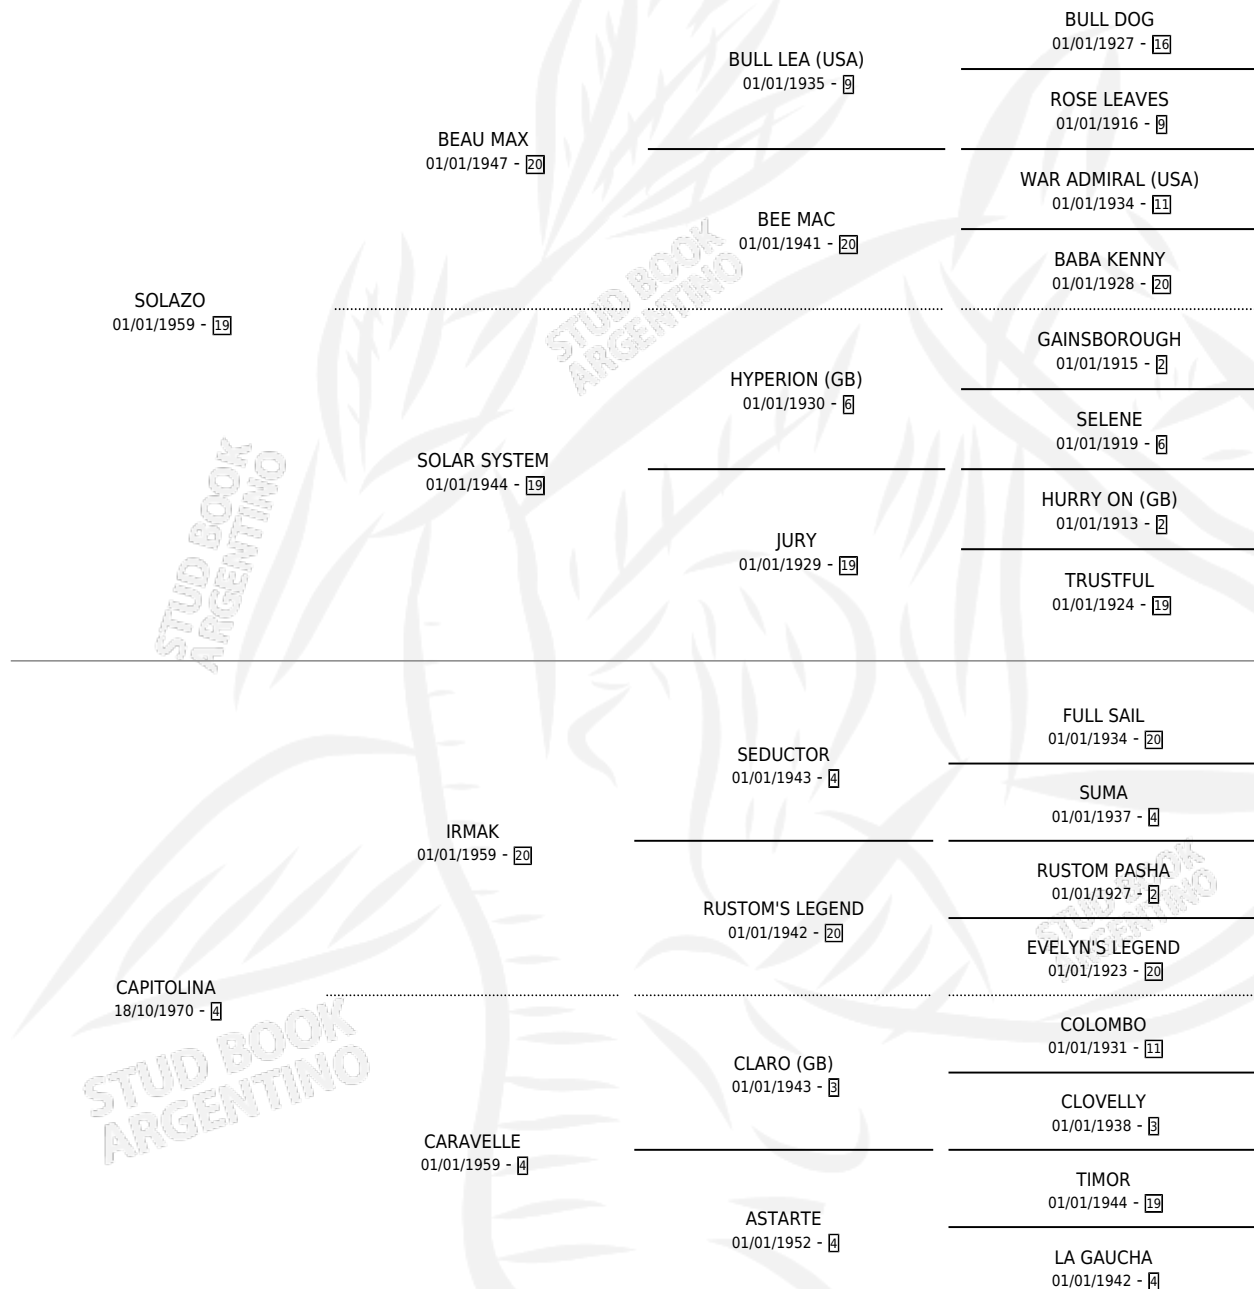 BULL DOG
01/01/1927 - 16
BULL LEA (USA)
01/01/1935 - 9
ROSE LEAVES
01/01/1916 - 9
BEAU MAX
01/01/1947 - 20
WAR ADMIRAL (USA)
01/01/1934 - 11
BEE MAC
01/01/1941 - 20
BABA KENNY
01/01/1928 - 20
SOLAZO
01/01/1959 - 19
STUD BOOK
ARGENTINO
GAINSBOROUGH
01/01/1915 - 2
HYPERION (GB)
01/01/1930 - 6
SELENE
01/01/1919 - 6
SOLAR SYSTEM
01/01/1944 - 19
HURRY ON (GB)
01/01/1913 - 2
JURY
01/01/1929 - 19
TRUSTFUL
01/01/1924 - 19
STUD BOOK
ARGENTINO
FULL SAIL
01/01/1934 - 20
SEDUCTOR
01/01/1943 - 4
SUMA
01/01/1937 - 4
IRMAK
01/01/1959 - 20
RUSTOM PASHA
01/01/1927 - 2
RUSTOM'S LEGEND
01/01/1942 - 20
EVELYN'S LEGEND
01/01/1923 - 20
STUD BOOK
ARGENTINO
CAPITOLINA
18/10/1970 - 4
STUD BOOK
ARGENTINO
COLOMBO
01/01/1931 - 11
CLARO (GB)
01/01/1943 - 3
CLOVELLY
01/01/1938 - 3
CARAVELLE
01/01/1959 - 4
TIMOR
01/01/1944 - 19
ASTARTE
01/01/1952 - 4
LA GAUCHA
01/01/1942 - 4